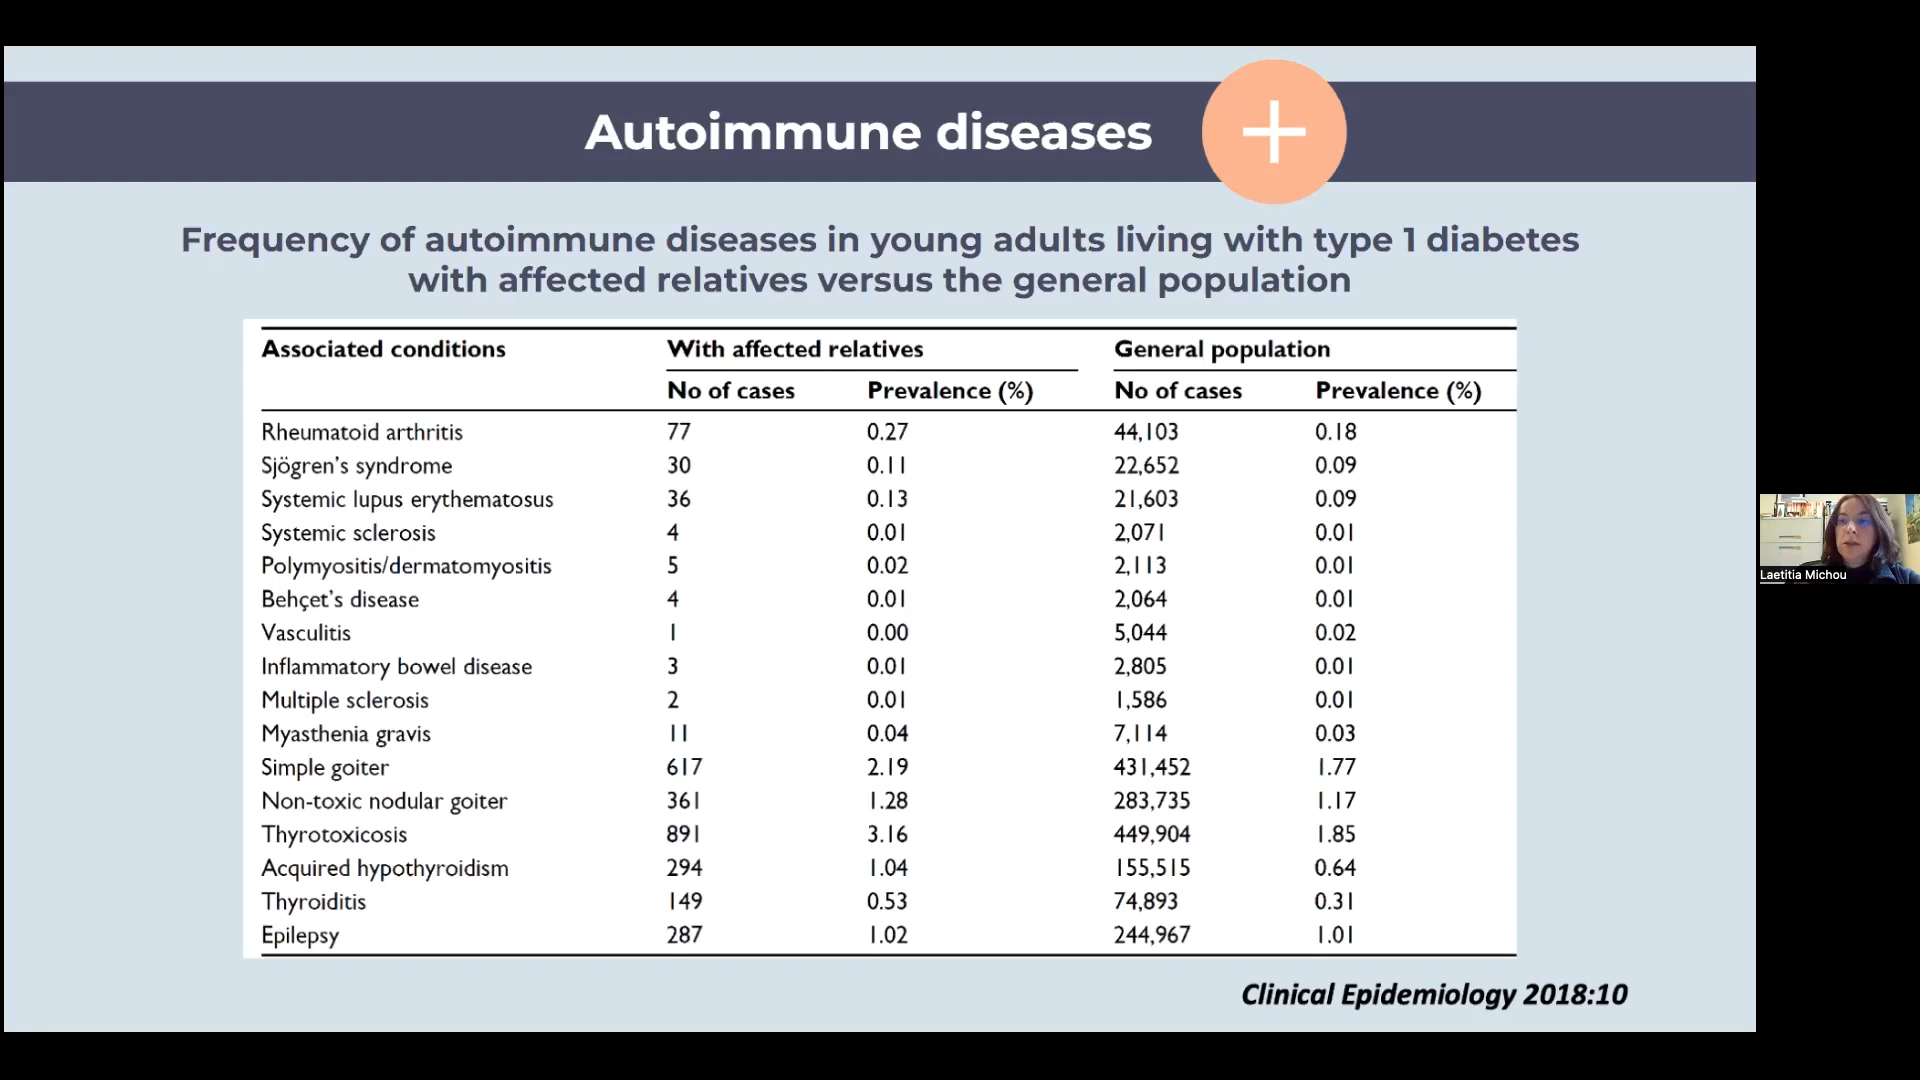 Autoimmune diseases
Frequency of autoimmune diseases in young adults living with type 1 diabetes
with affected relatives versus the general population
Associated conditions With affected relatives General population
No of cases Prevalence (%) No of cases Prevalence (%)
Rheumatoid arthritis 77 0.27 44,103 0.18
Sjögren's syndrome 30 0.11 22,652 0.09
Systemic lupus erythematosus 36 0.13 21,603 0.09
Systemic sclerosis 4 0.01 2,071 0.01
Polymyositis/dermatomyositis 5 0.02 2,113 0.01
Behçet's disease 4 0.01 2,064 0.01
Vasculitis 1 0.00 5,044 0.02
Inflammatory bowel disease 3 0.01 2,805 0.01
Multiple sclerosis 2 0.01 1,586 0.01
Myasthenia gravis 11 0.04 7,114 0.03
Simple goiter 617 2.19 431,452 1.77
Non-toxic nodular goiter 361 1.28 283,735 1.17
Thyrotoxicosis 891 3.16 449,904 1.85
Acquired hypothyroidism 294 1.04 155,515 0.64
Thyroiditis 149 0.53 74,893 0.31
Epilepsy 287 1.02 244,967 1.01
Clinical Epidemiology 2018:10
Laetitia Michou